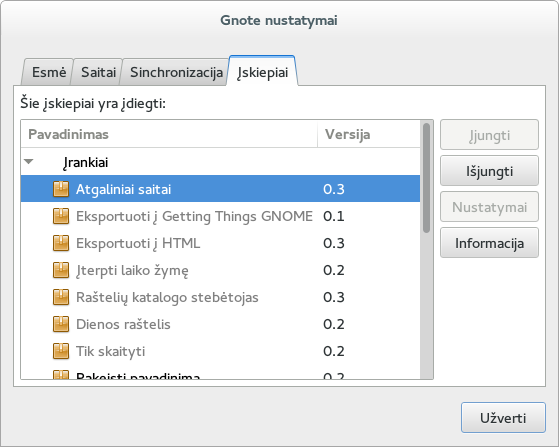 Gnote nustatymai
Esmė Saitai Sinchronizacija Įskiepiai
Šie įskiepiai yra įdiegti:
Pavadinimas Versija
Įrankiai
Atgaliniai saitai 0.3
Eksportuoti į Getting Things GNOME 0.1
Eksportuoti į HTML 0.3
Įterpti laiko žymę 0.2
Raštelių katalogo stebėtojas 0.3
Dienos raštelis 0.2
Tik skaityti 0.2
Pakeisti pavadinimą 0.2
Įjungti
Išjungti
Nustatymai
Informacija
Užverti